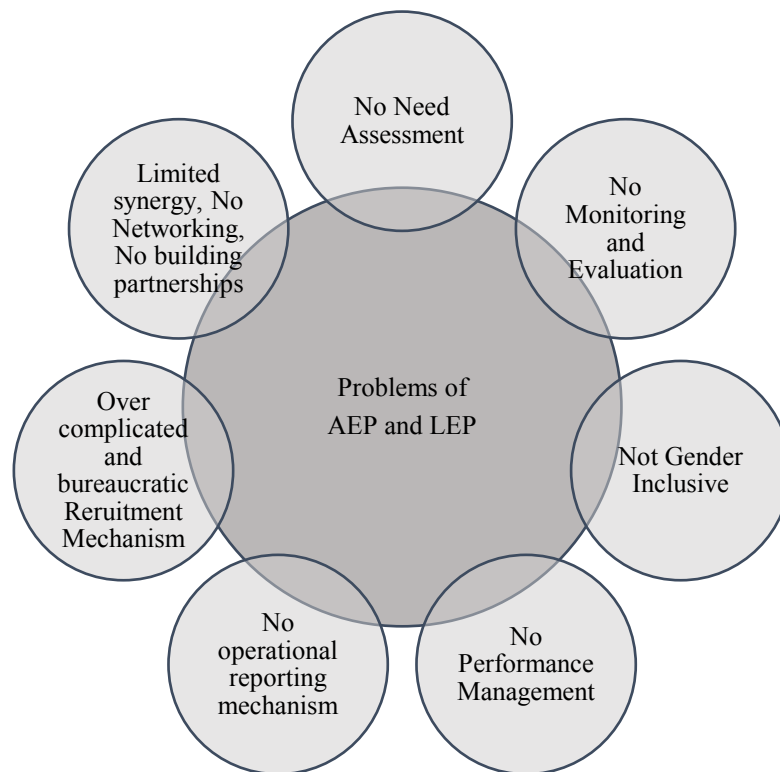 No Need
Assessment
No
Monitoring
and
Evaluation
Not Gender
Inclusive
No
Performance
Management
No
operational
reporting
mechanism
Over
complicated
and
bureaucratic
Reruitment
Mechanism
Limited
synergy, No
Networking,
No building
partnerships
Problems of
AEP and LEP